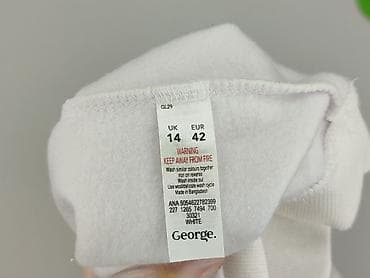 GL29
UK EUR
14 42
WARNING
KEEP AWAY FROM FIRE
Wash similar colours together
Iron on reverse
Wash inside out
Use wool/delicate wash cycle
Made in Bangladesh
ANA 5054622782399
227 1265 7494 700
30321
WHITE
George.